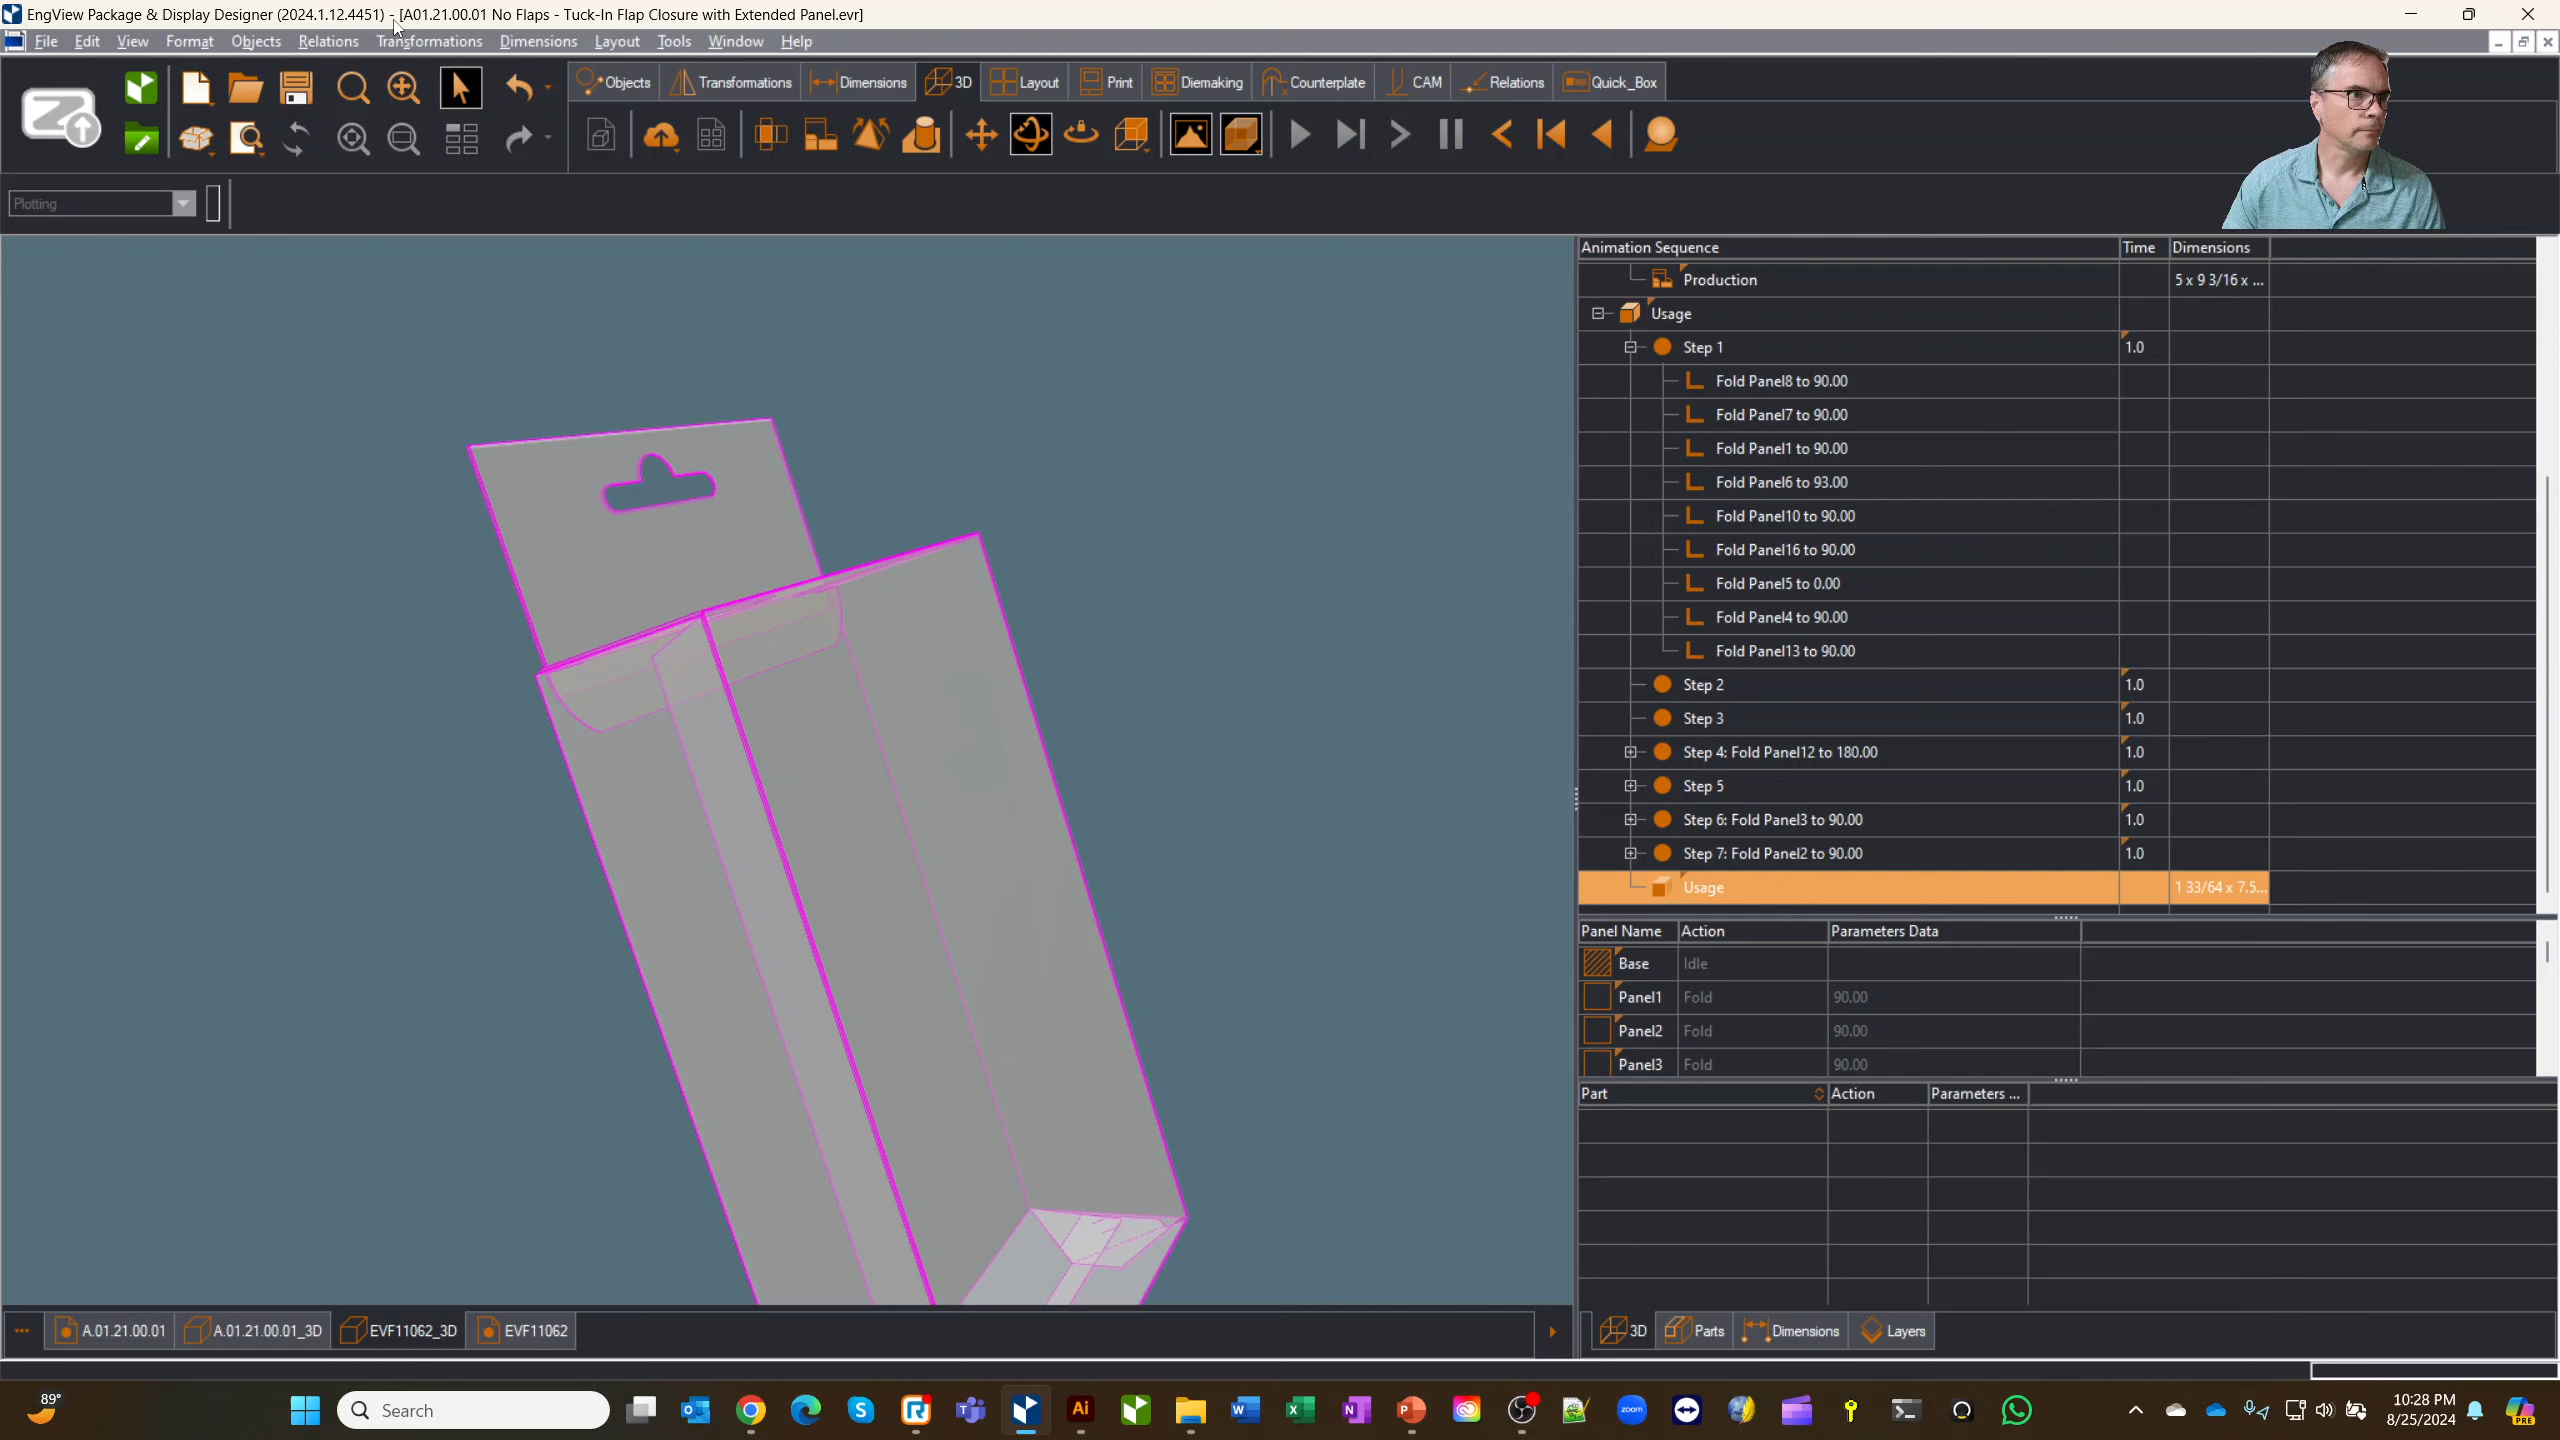 EngView Package & Display Designer (2024.1.12.4451) - [A01.21.00.01 No Flaps - Tuck-In Flap Closure with Extended Panel.evr]
File Edit View Format Objects Relations Transformations Dimensions Layout Tools Window Help
Objects Transformations Dimensions 3D Layout Print Diemaking Counterplate CAM Relations Quick_Box
Plotting
Animation Sequence Time Dimensions
Production 5 x 9 3/16 x ...
Usage
Step 1 1.0
Fold Panel8 to 90.00
Fold Panel7 to 90.00
Fold Panel1 to 90.00
Fold Panel6 to 93.00
Fold Panel10 to 90.00
Fold Panel16 to 90.00
Fold Panel5 to 0.00
Fold Panel4 to 90.00
Fold Panel13 to 90.00
Step 2 1.0
Step 3 1.0
Step 4: Fold Panel12 to 180.00 1.0
Step 5 1.0
Step 6: Fold Panel3 to 90.00 1.0
Step 7: Fold Panel2 to 90.00 1.0
Usage 1 33/64 x 7.5...
Panel Name Action Parameters Data
Base Idle
Panel1 Fold 90.00
Panel2 Fold 90.00
Panel3 Fold 90.00
Part Action Parameters ...
... A.01.21.00.01 A.01.21.00.01_3D EVF11062_3D EVF11062
3D Parts Dimensions Layers
89°
Search
Ai
zoom
10:28 PM
8/25/2024
PRE